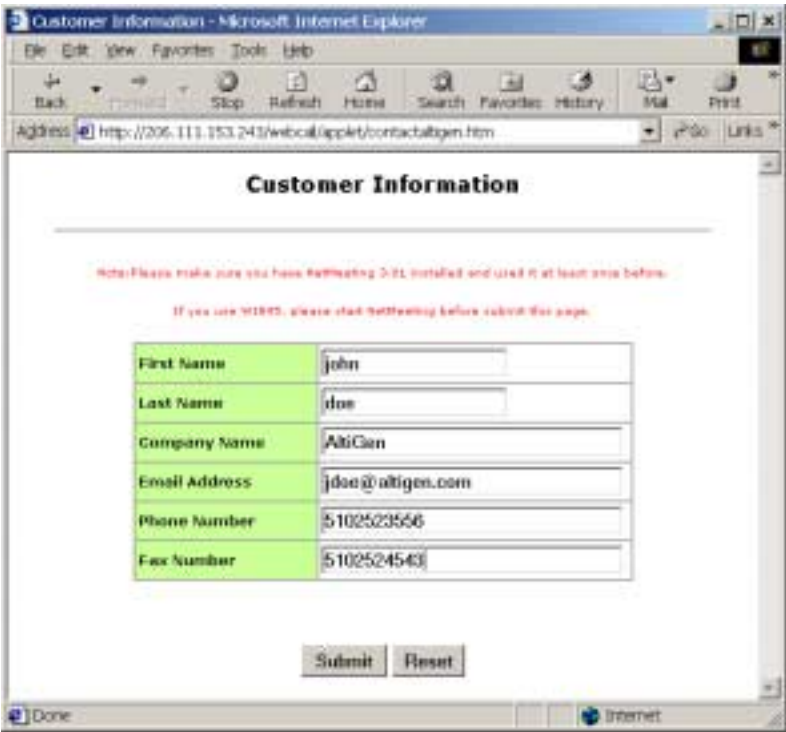 Customer Information - Microsoft Internet Explorer
File Edit View Favorites Tools Help
Back Forward Stop Refresh Home Search Favorites History Mail Print
Address http://206.111.153.243/webcall/applet/contactaltigen.htm Go Links
Customer Information
Note:Please make sure you have NetMeeting 3.01 installed and used it at least once before.
If you use WIN95, please start NetMeeting before submit this page.
First Name john
Last Name doe
Company Name AltiGen
Email Address jdoe@altigen.com
Phone Number 5102523556
Fax Number 5102524543
Submit Reset
Done Internet